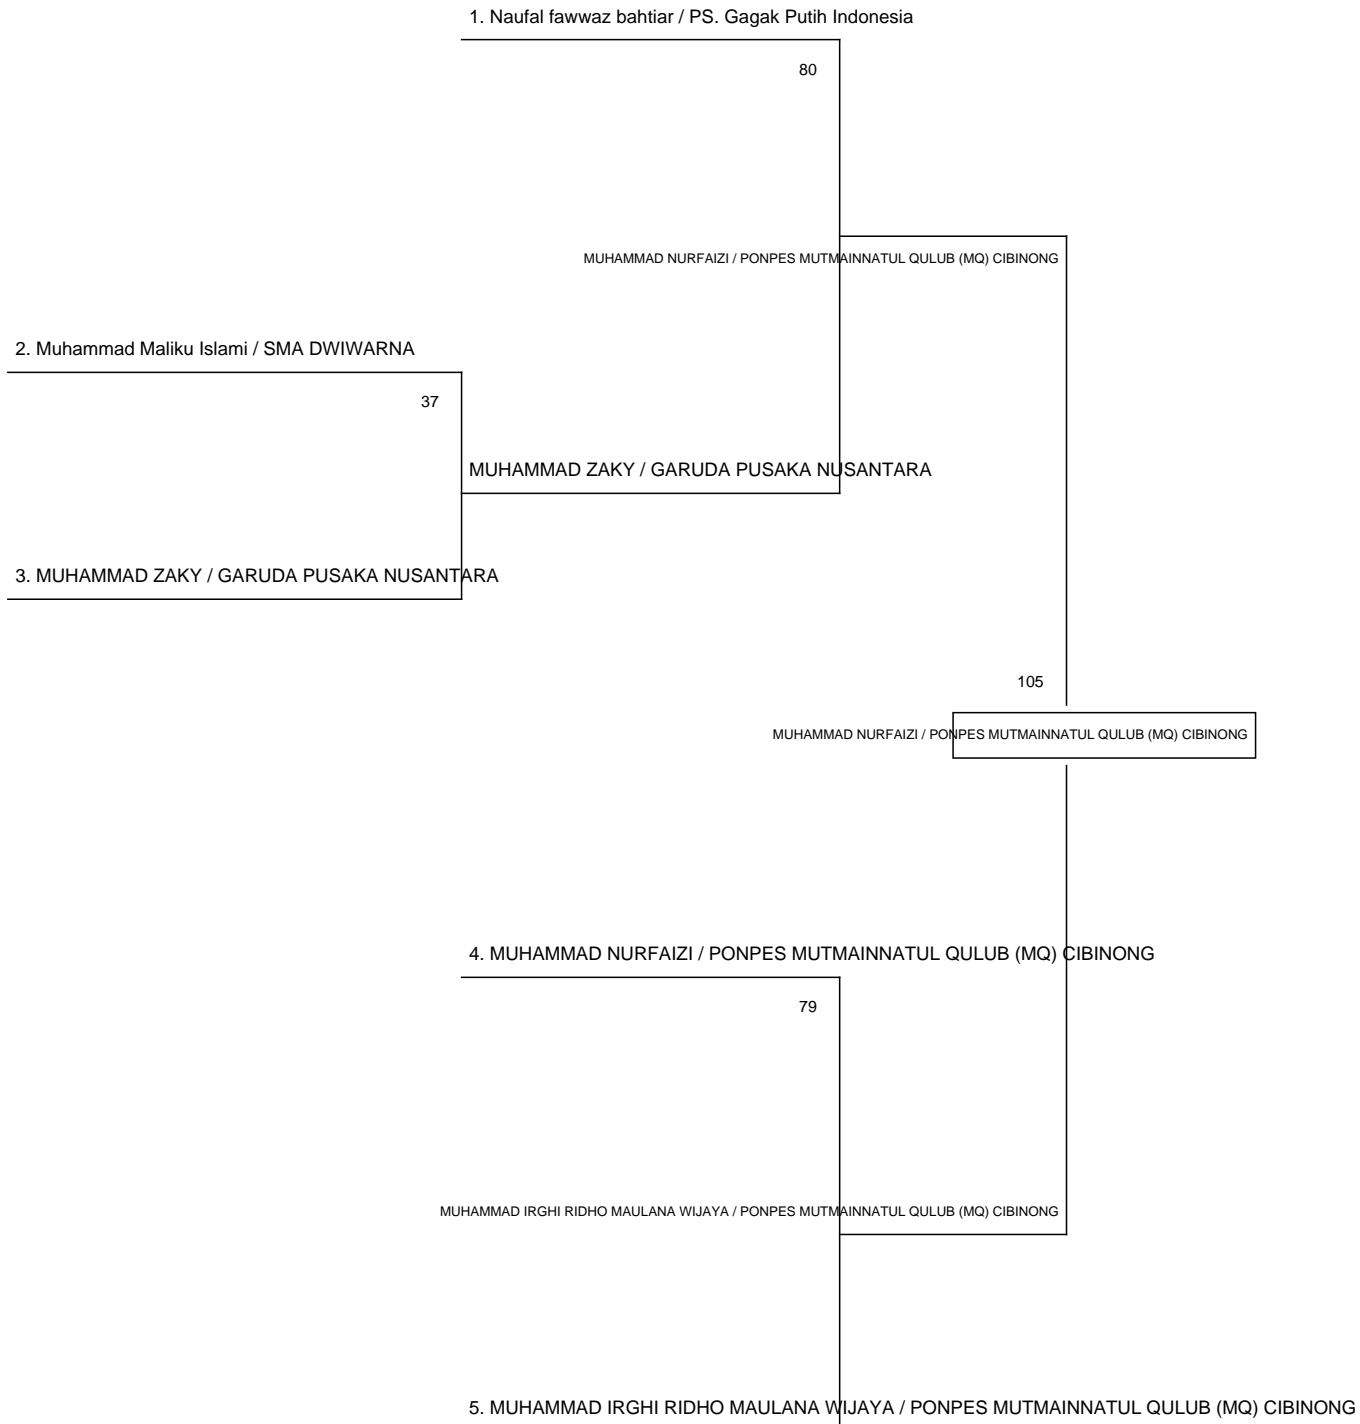 1. Naufal fawwaz bahtiar / PS. Gagak Putih Indonesia
80
MUHAMMAD NURFAIZI / PONPES MUTMAINNATUL QULUB (MQ) CIBINONG
2. Muhammad Maliku Islami / SMA DWIWARNA
37
MUHAMMAD ZAKY / GARUDA PUSAKA NUSANTARA
3. MUHAMMAD ZAKY / GARUDA PUSAKA NUSANTARA
105
MUHAMMAD NURFAIZI / PONPES MUTMAINNATUL QULUB (MQ) CIBINONG
4. MUHAMMAD NURFAIZI / PONPES MUTMAINNATUL QULUB (MQ) CIBINONG
79
MUHAMMAD IRGHI RIDHO MAULANA WIJAYA / PONPES MUTMAINNATUL QULUB (MQ) CIBINONG
5. MUHAMMAD IRGHI RIDHO MAULANA WIJAYA / PONPES MUTMAINNATUL QULUB (MQ) CIBINONG